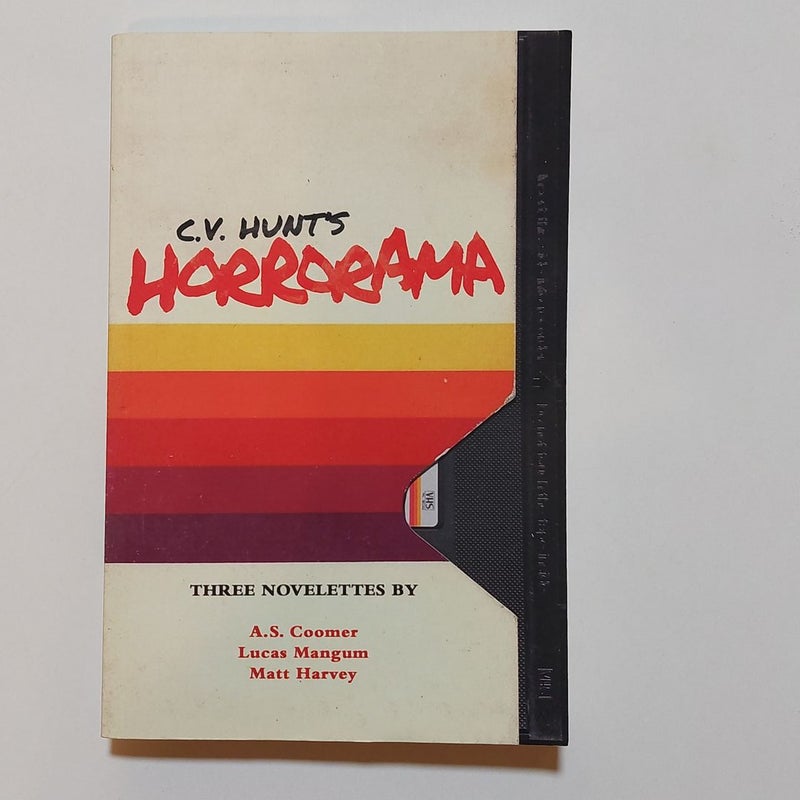 C.V. HUNT'S
HORRORAMA
VHS
THREE NOVELETTES BY
A.S. Coomer
Lucas Mangum
Matt Harvey